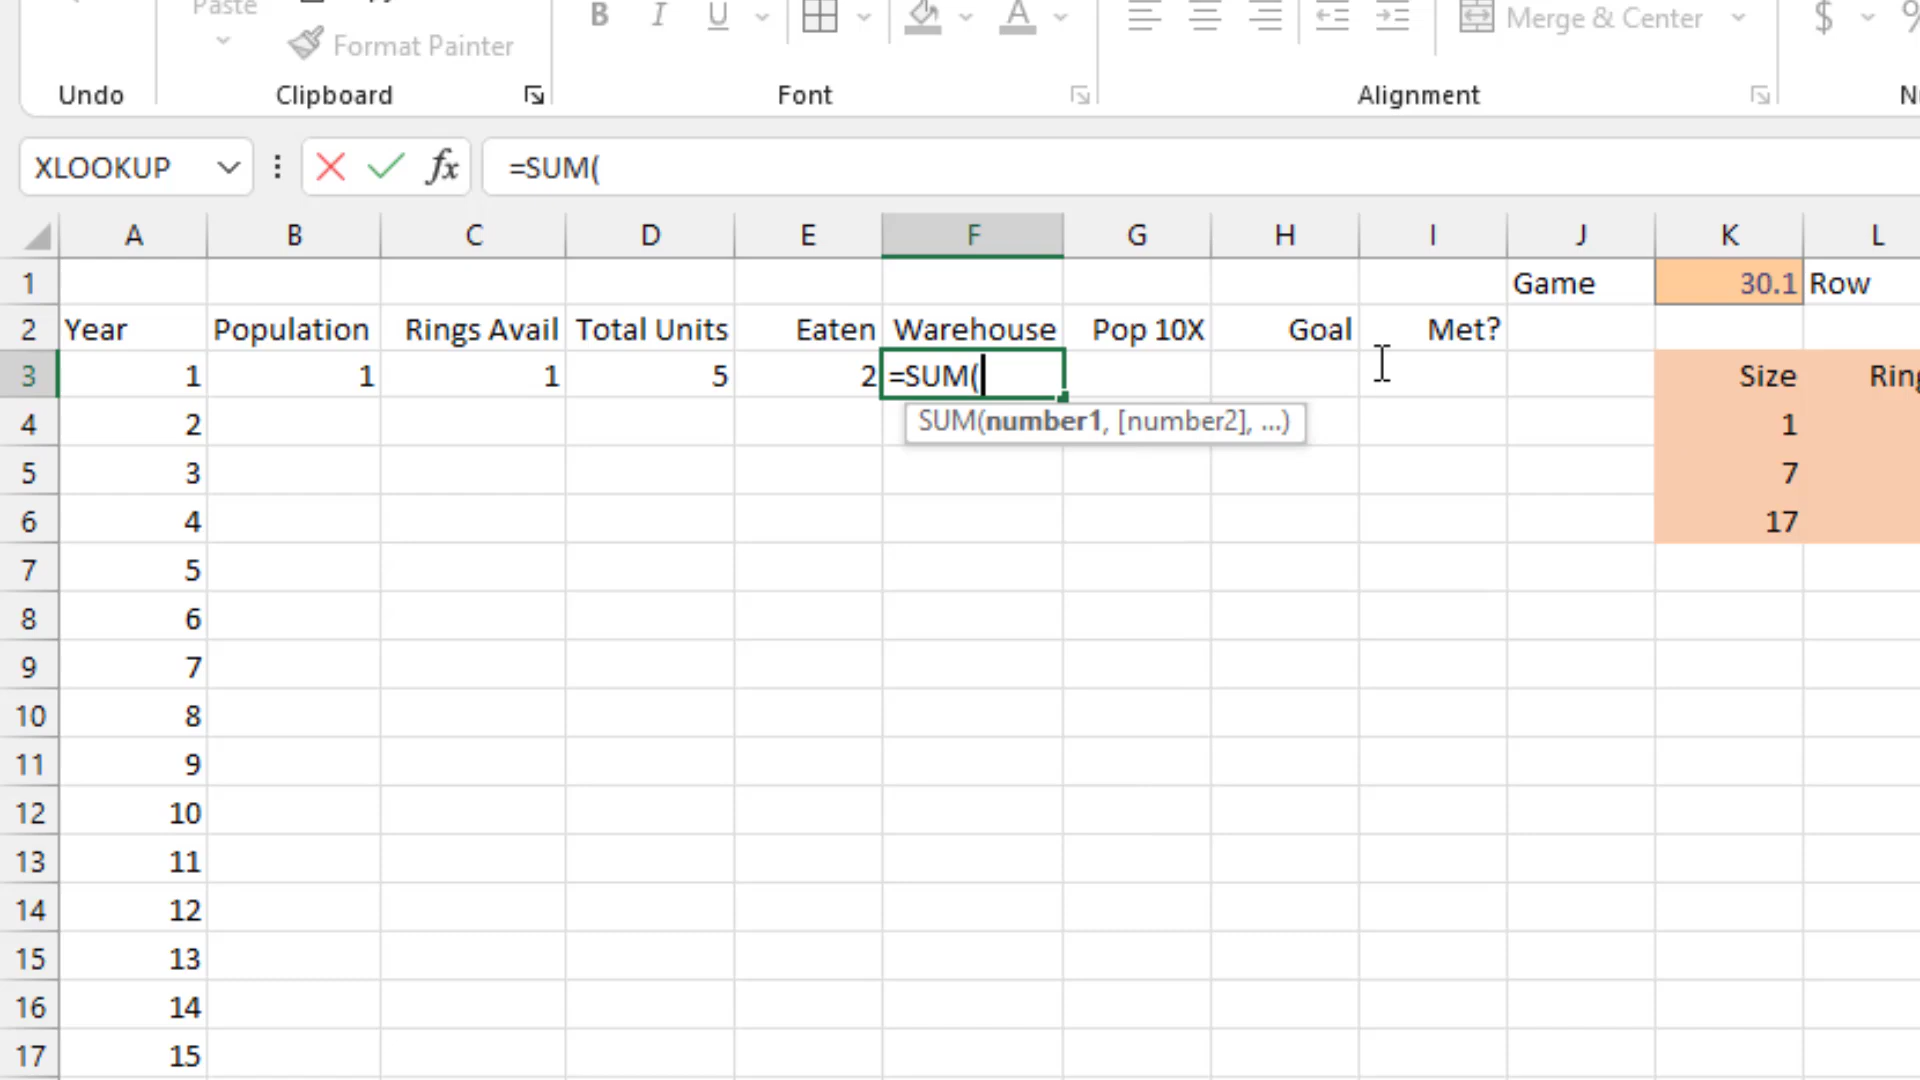 Paste
Format Painter
B I U A Merge & Center $ %
Undo Clipboard Font Alignment
XLOOKUP fx =SUM(
A B C D E F G H I J K L
1 Game 30.1 Row
2 Year Population Rings Avail Total Units Eaten Warehouse Pop 10X Goal Met?
3 1 1 1 5 2 =SUM( Size
SUM(number1, [number2], ...)
4 2 1
5 3 7
6 4 17
7 5
8 6
9 7
10 8
11 9
12 10
13 11
14 12
15 13
16 14
17 15